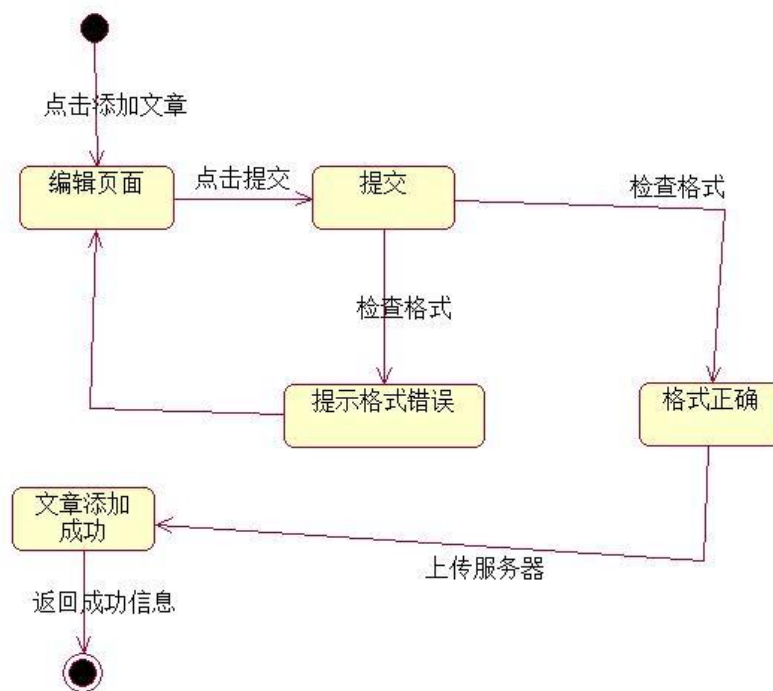 点击添加文章
编辑页面
点击提交
提交
检查格式
检查格式
提示格式错误
格式正确
文章添加
成功
上传服务器
返回成功信息